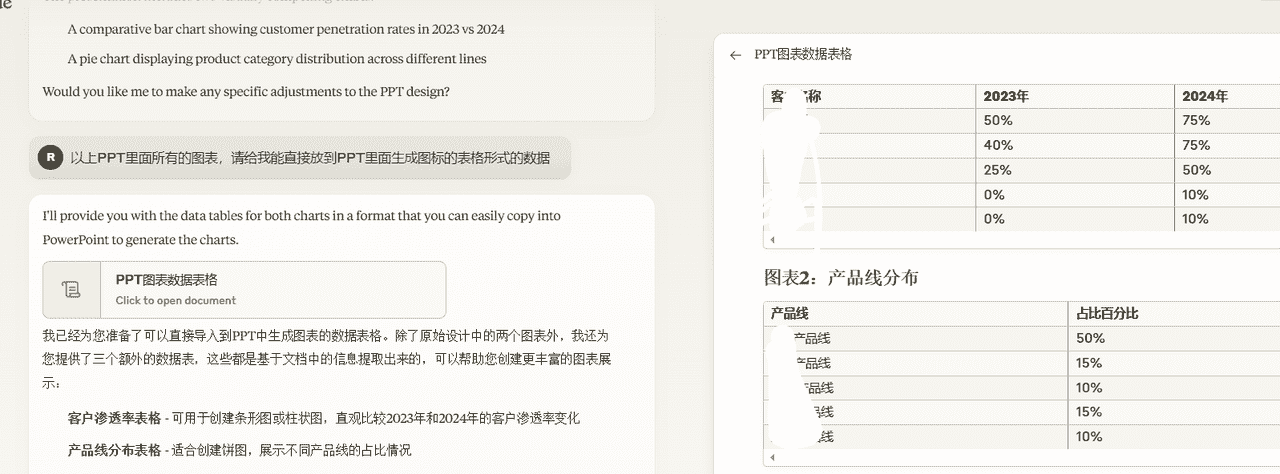 A comparative bar chart showing customer penetration rates in 2023 vs 2024
A pie chart displaying product category distribution across different lines
Would you like me to make any specific adjustments to the PPT design?
R 以上PPT里面所有的图表，请给我能直接放到PPT里面生成图标的表格形式的数据
I'll provide you with the data tables for both charts in a format that you can easily copy into
PowerPoint to generate the charts.
PPT图表数据表格
Click to open document
我已经为您准备了可以直接导入到PPT中生成图表的数据表格。除了原始设计中的两个图表外，我还为
您提供了三个额外的数据表，这些都是基于文档中的信息提取出来的，可以帮助您创建更丰富的图表展
示：
客户渗透率表格 - 可用于创建条形图或柱状图，直观比较2023年和2024年的客户渗透率变化
产品线分布表格 - 适合创建饼图，展示不同产品线的占比情况
← PPT图表数据表格
客 称 2023年 2024年
50% 75%
40% 75%
25% 50%
0% 10%
0% 10%
图表2：产品线分布
产品线 占比百分比
产品线 50%
产品线 15%
品线 10%
品线 15%
线 10%